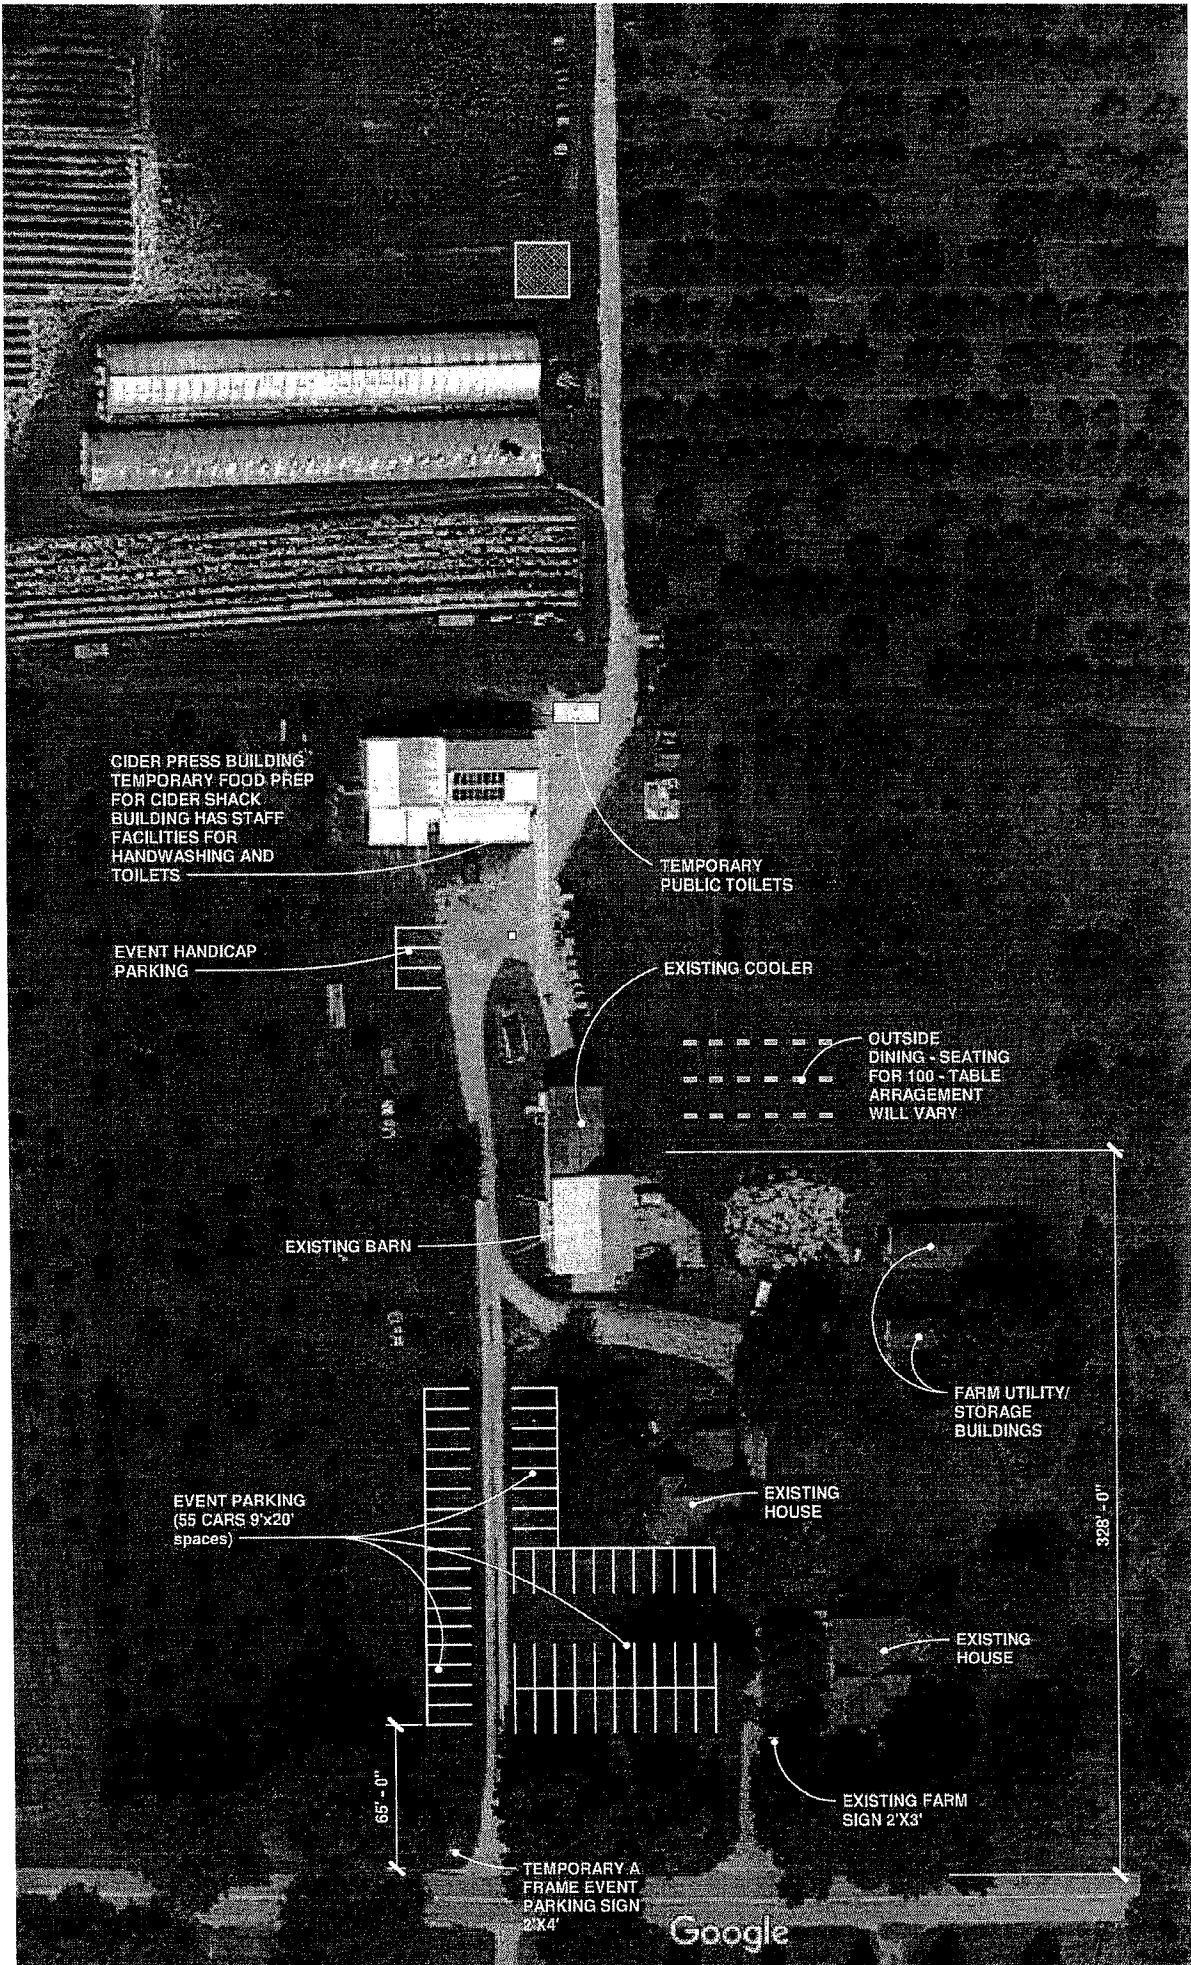 CIDER PRESS BUILDING
TEMPORARY FOOD PREP
FOR CIDER SHACK
BUILDING HAS STAFF
FACILITIES FOR
HANDWASHING AND
TOILETS
TEMPORARY
PUBLIC TOILETS
EVENT HANDICAP
PARKING
EXISTING COOLER
OUTSIDE
DINING - SEATING
FOR 100 - TABLE
ARRAGEMENT
WILL VARY
EXISTING BARN
FARM UTILITY/
STORAGE
BUILDINGS
EVENT PARKING
(55 CARS 9'x20'
spaces)
EXISTING
HOUSE
328' - 0"
EXISTING
HOUSE
65' - 0"
EXISTING FARM
SIGN 2'X3'
TEMPORARY A
FRAME EVENT
PARKING SIGN
2'X4'
Google